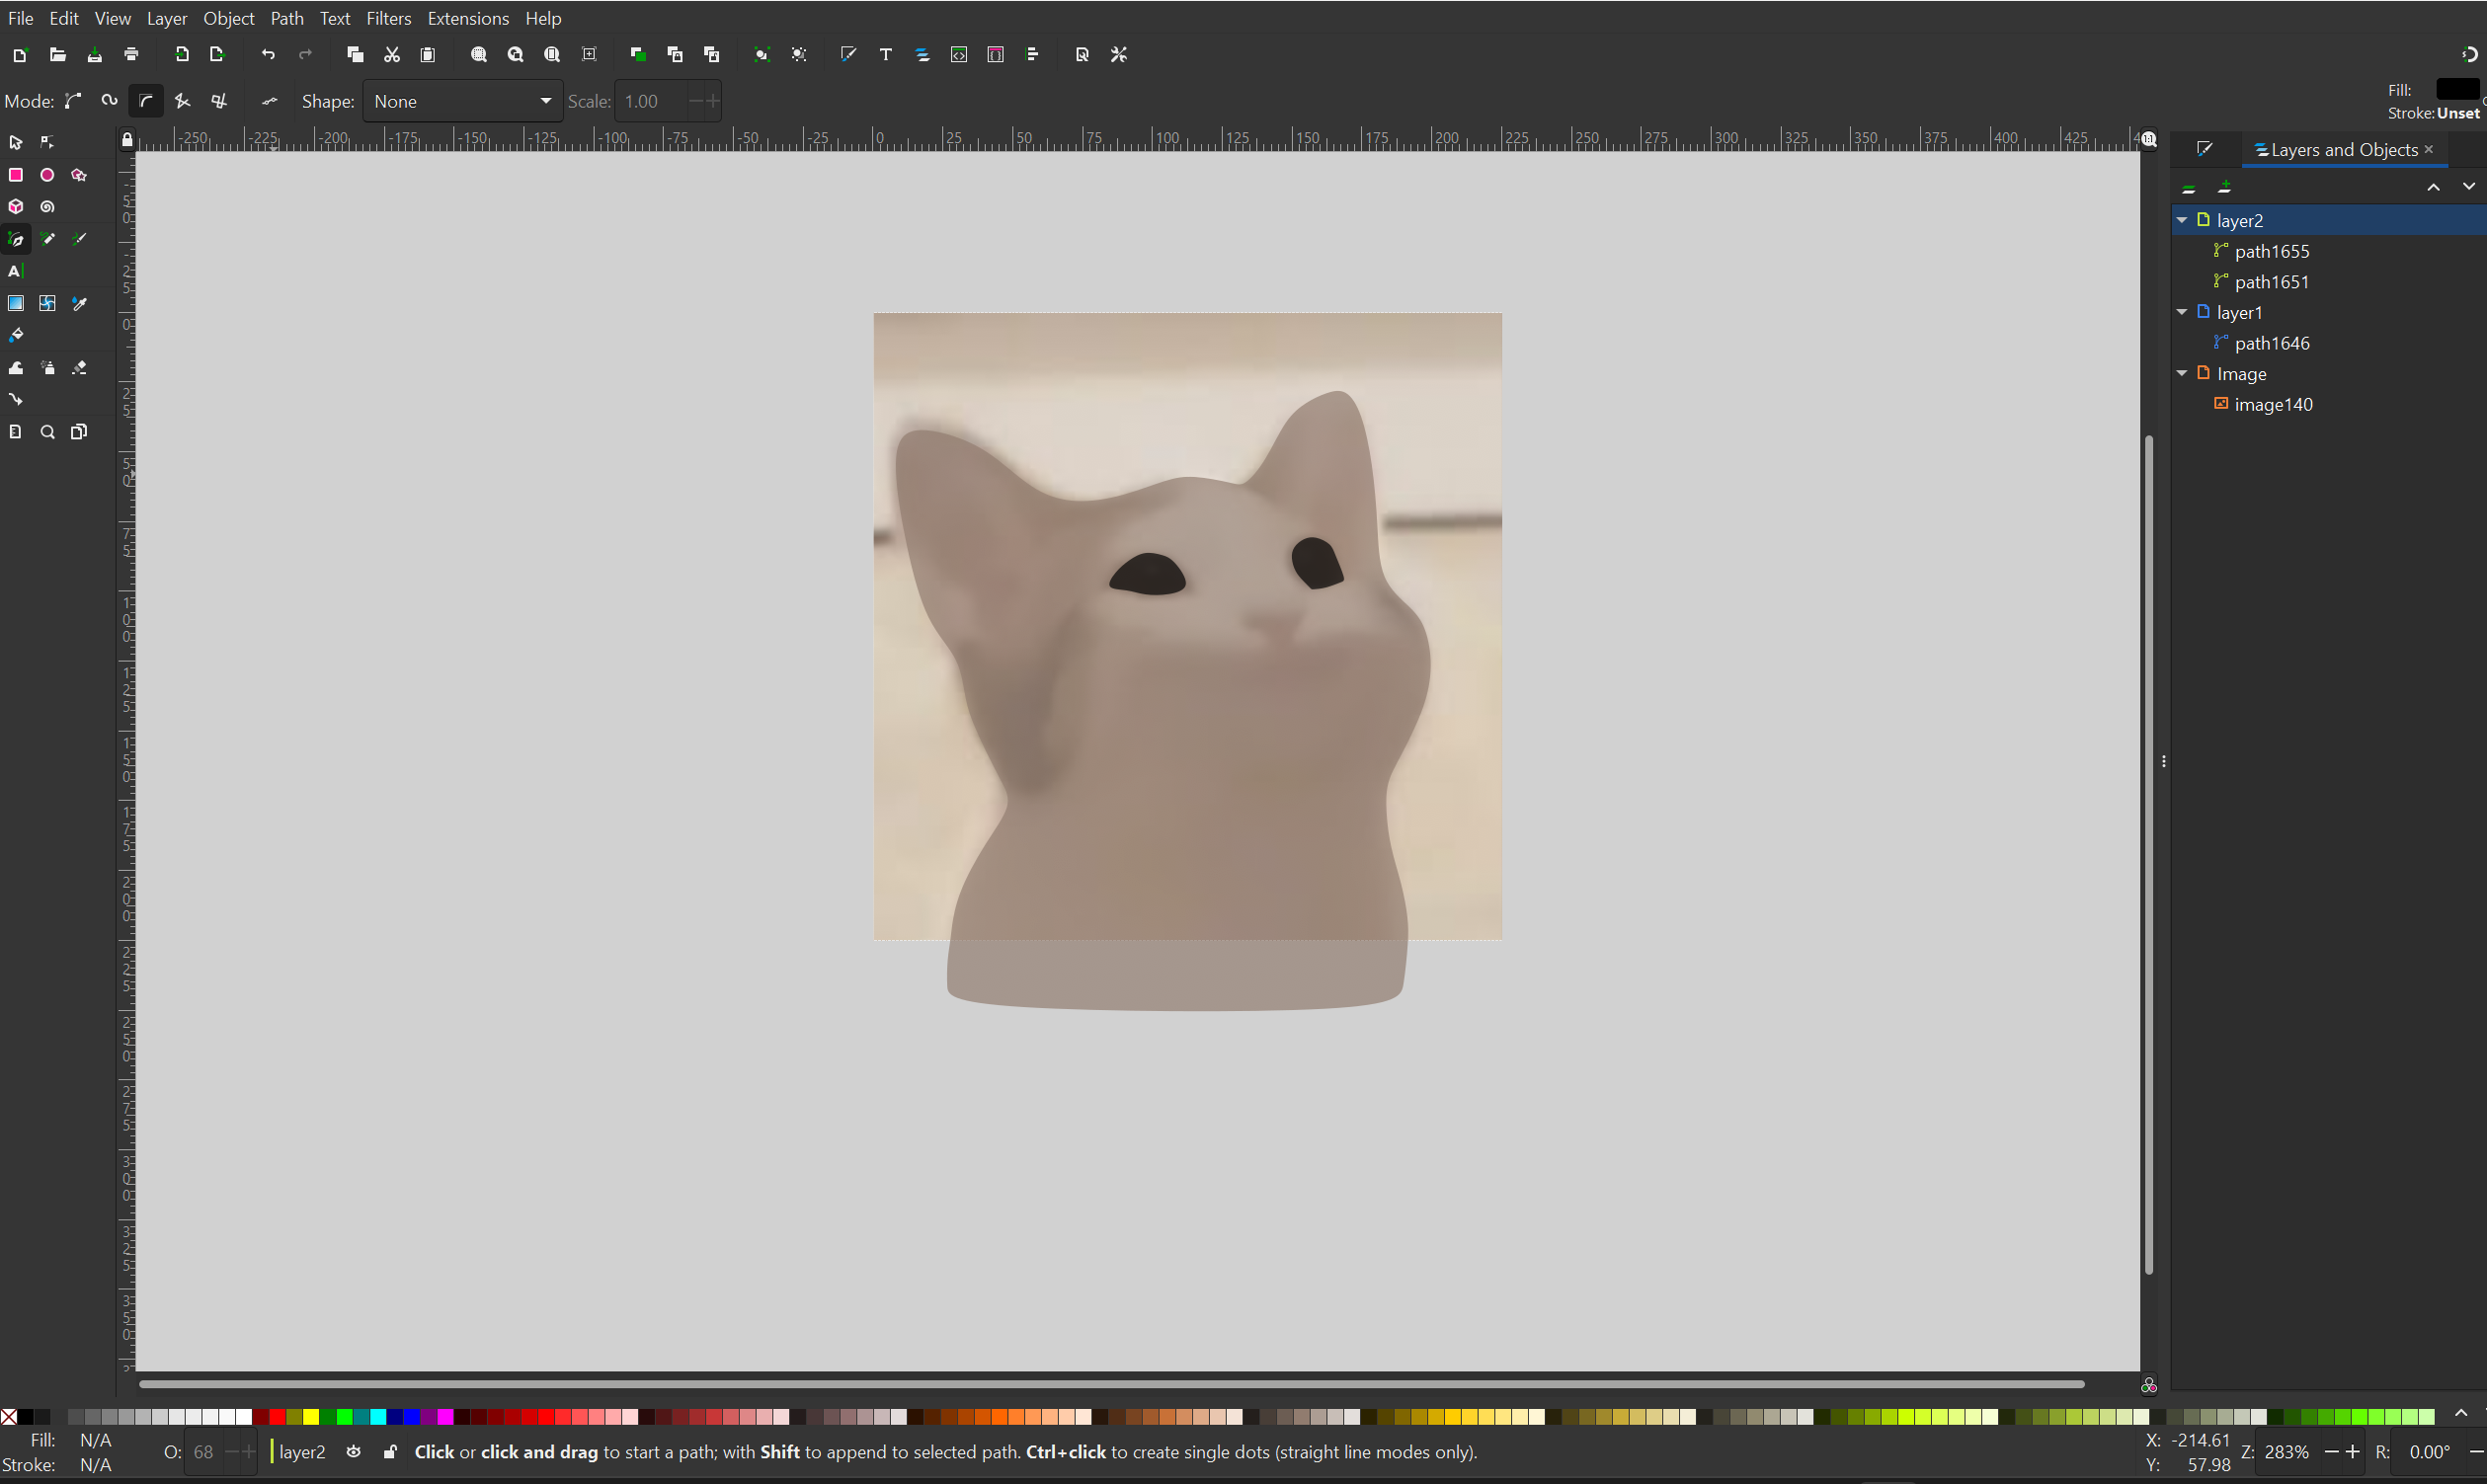 File Edit View Layer Object Path Text Filters Extensions Help
Mode: Shape: None Scale: 1.00
Fill:
Stroke: Unset
-250 -225 -200 -175 -150 -125 -100 -75 -50 -25 0 25 50 75 100 125 150 175 200 225 250 275 300 325 350 375 400 425
Layers and Objects
layer2
path1655
path1651
layer1
path1646
Image
image140
Fill: N/A
Stroke: N/A
O: 68
layer2
Click or click and drag to start a path; with Shift to append to selected path. Ctrl+click to create single dots (straight line modes only).
X: -214.61
Y: 57.98
Z: 283%
R: 0.00°